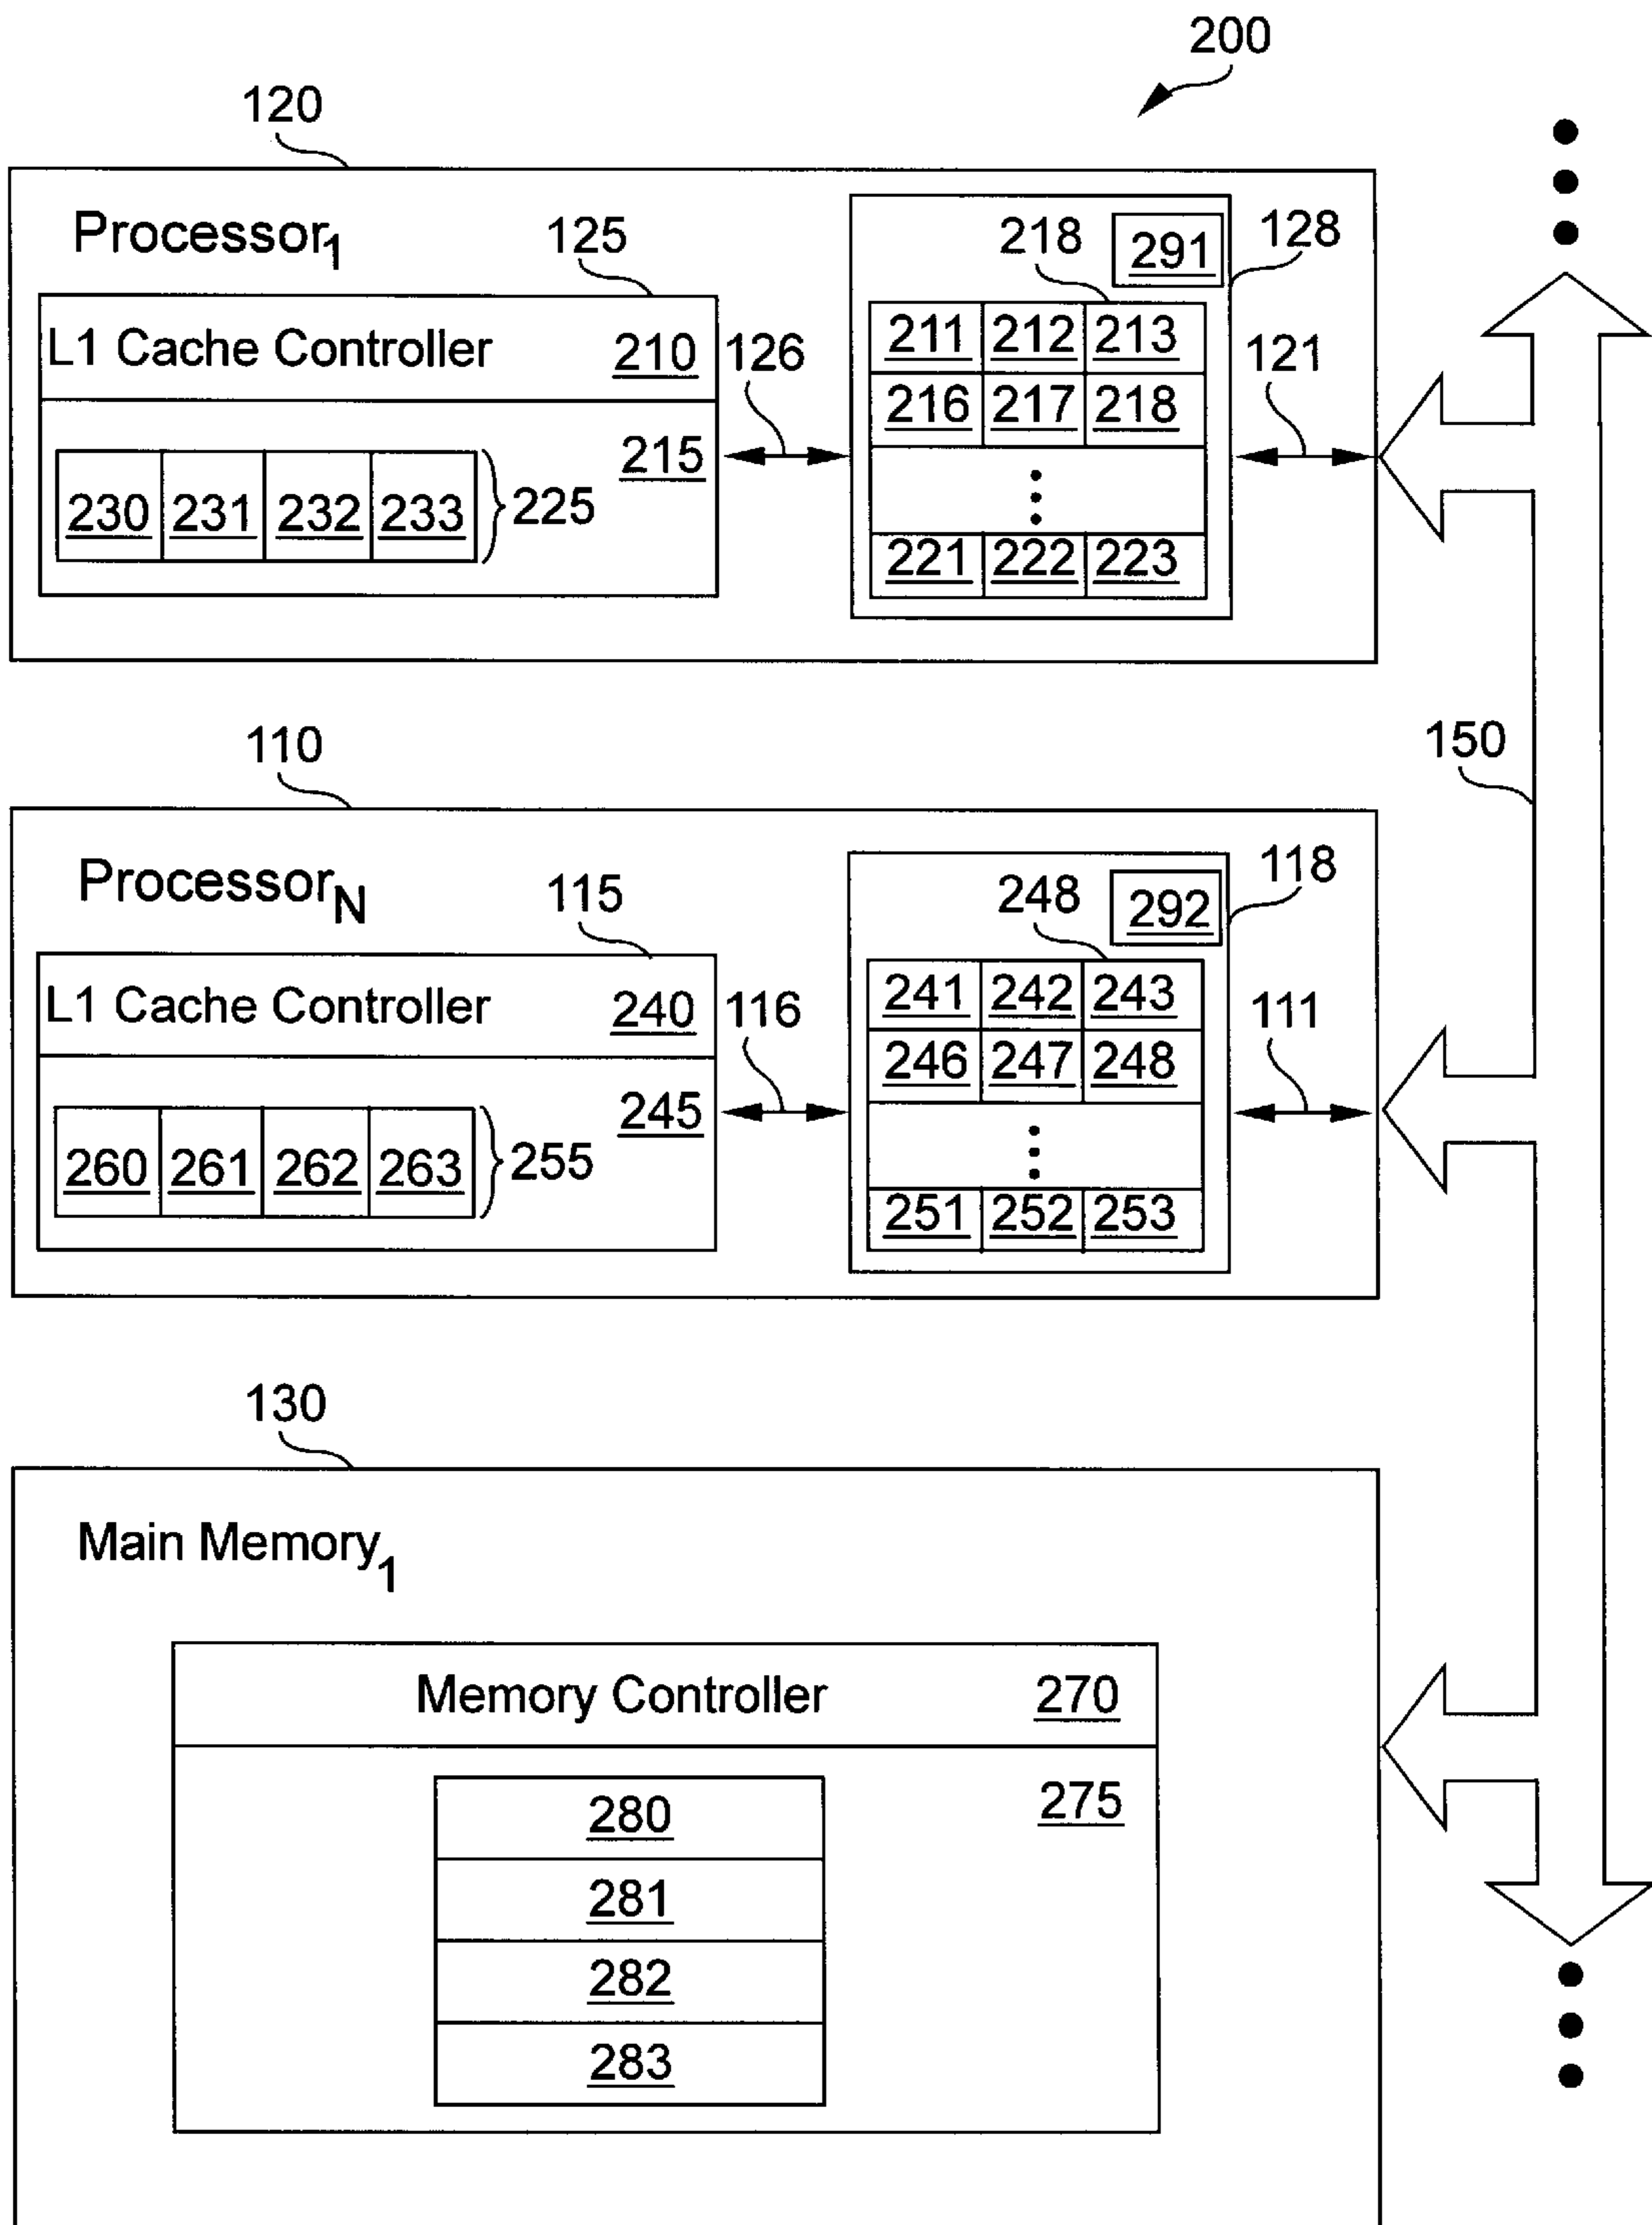 200
120
Processor1
125
218
291
128
L1 Cache Controller 210
126
211 212 213
121
216 217 218
215
230 231 232 233
225
221 222 223
150
110
ProcessorN
115
248
292
118
L1 Cache Controller 240
116
241 242 243
111
246 247 248
245
260 261 262 263
255
251 252 253
130
Main Memory1
Memory Controller 270
275
280
281
282
283